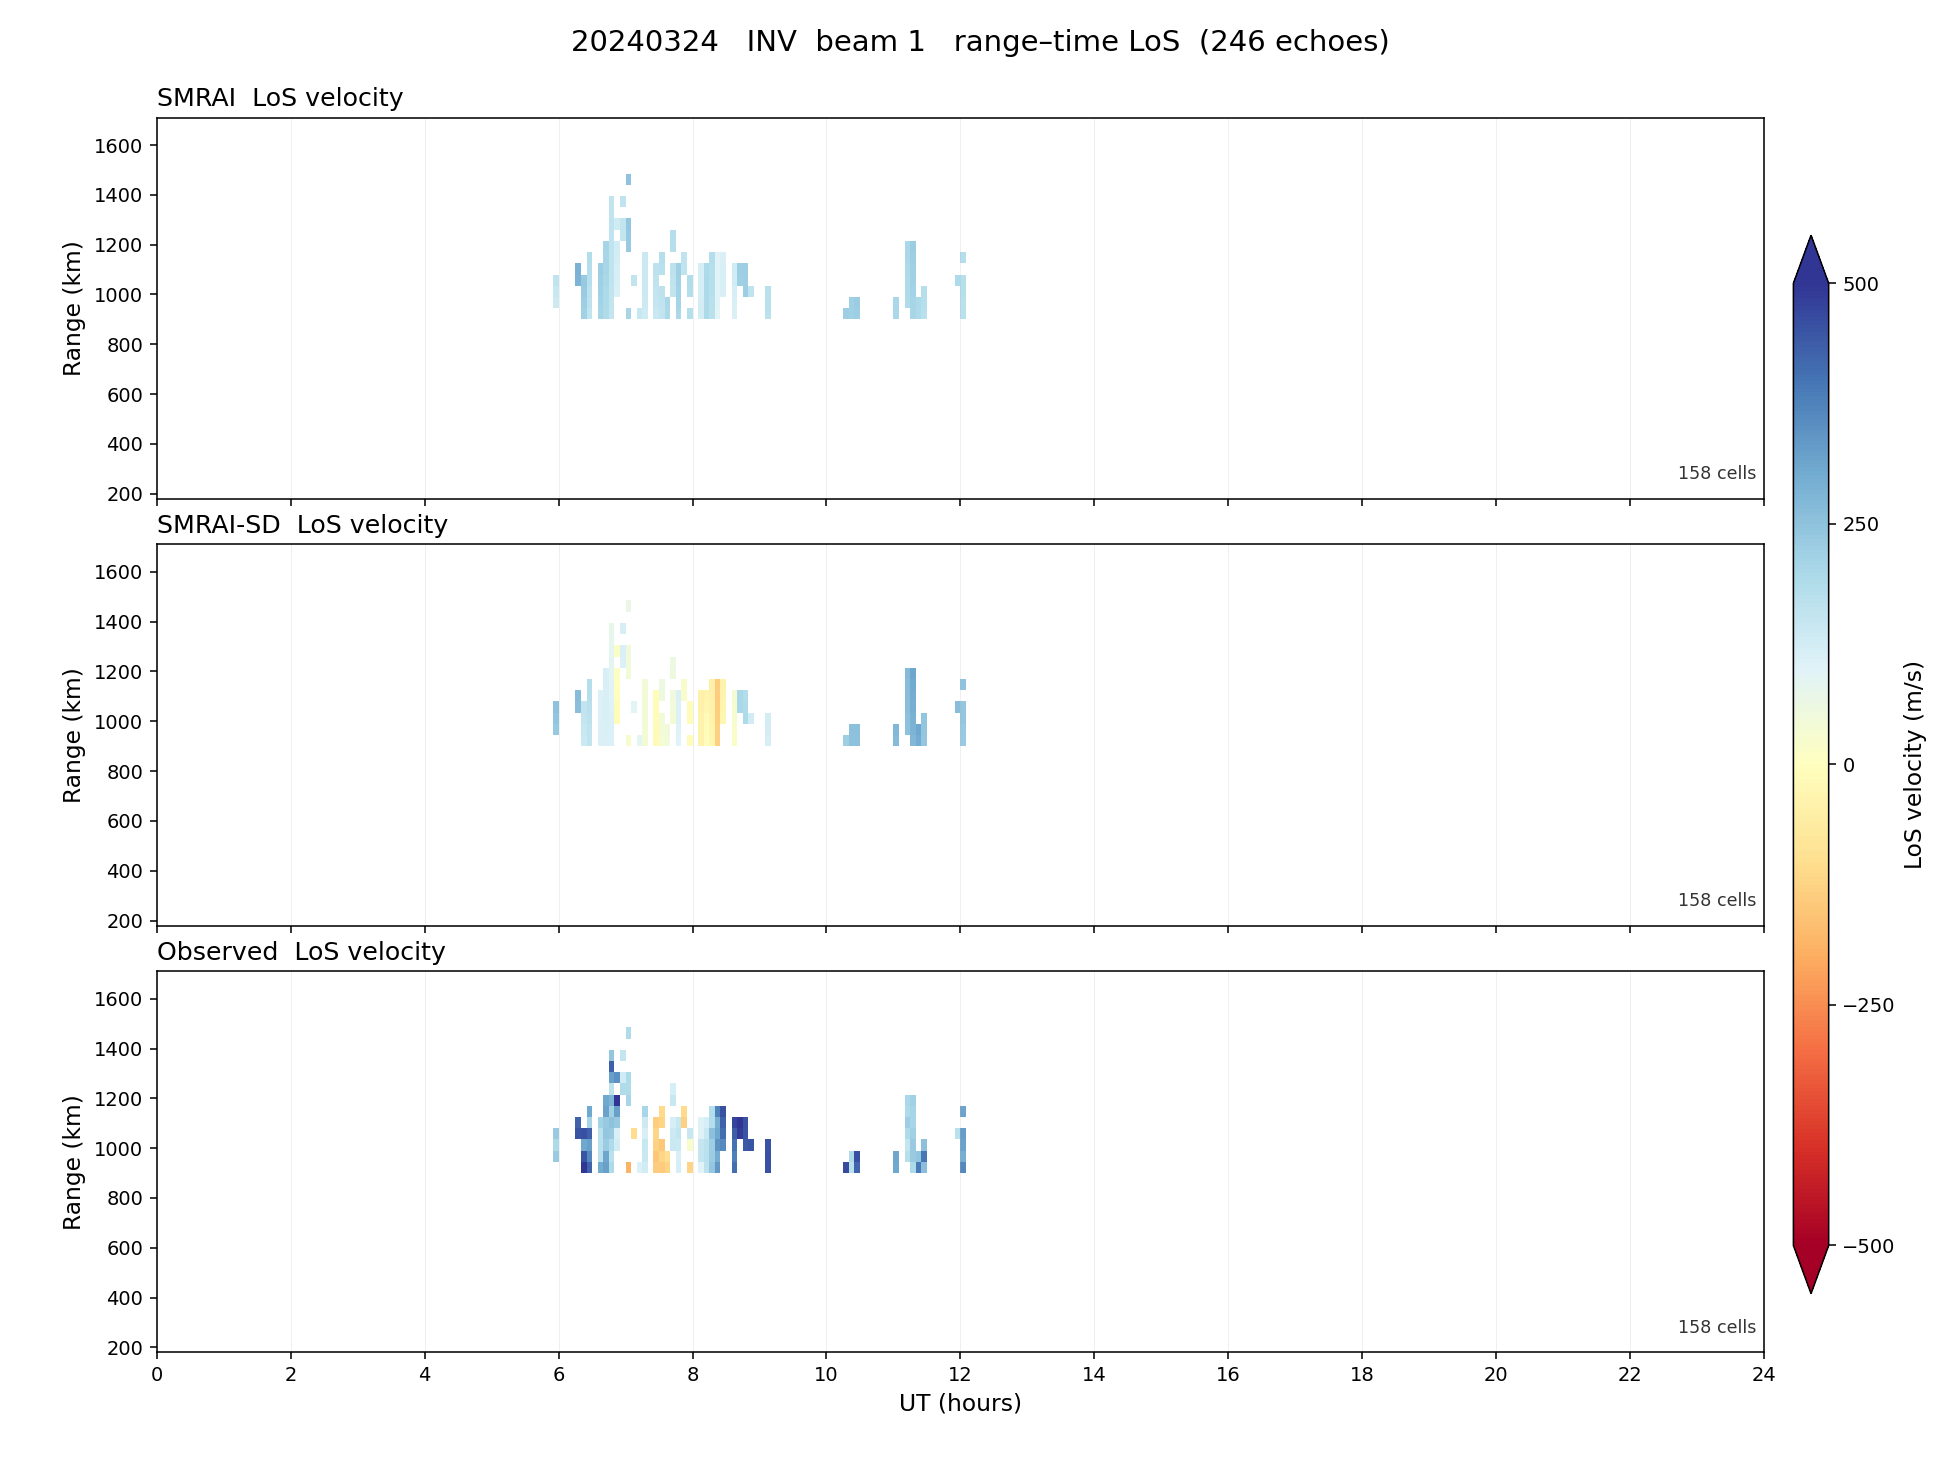 20240324   INV  beam 1   range–time LoS  (246 echoes)
SMRAI  LoS velocity
1600
1400
1200
1000
800
600
400
200
Range (km)
158 cells
SMRAI-SD  LoS velocity
1600
1400
1200
1000
800
600
400
200
Range (km)
158 cells
Observed  LoS velocity
1600
1400
1200
1000
800
600
400
200
Range (km)
158 cells
0 2 4 6 8 10 12 14 16 18 20 22 24
UT (hours)
500
250
0
−250
−500
LoS velocity (m/s)